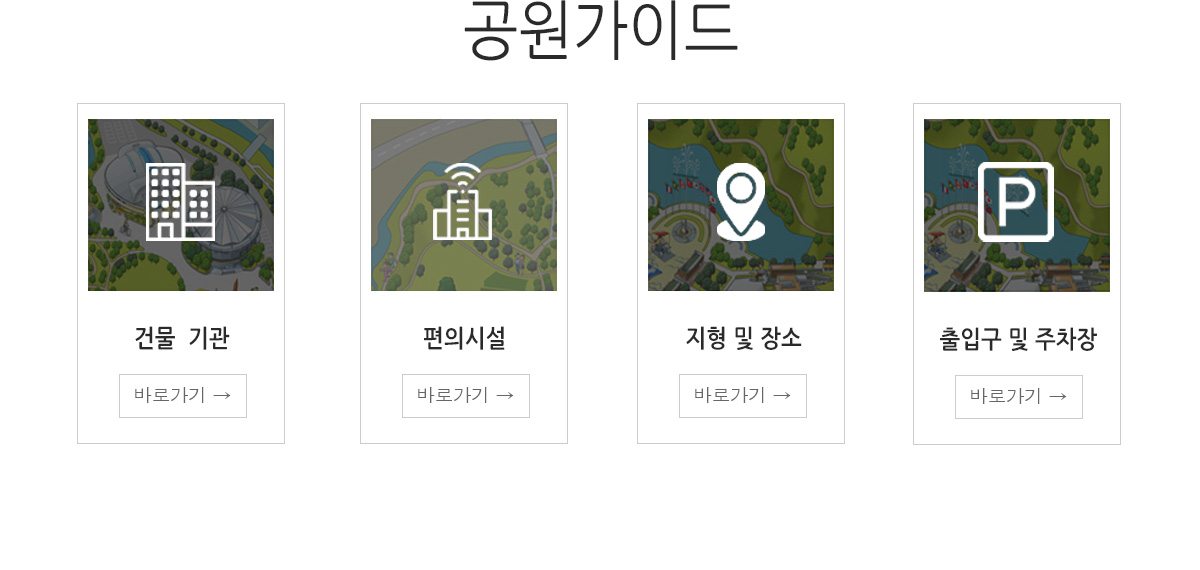 공원가이드
건물 기관
바로가기 →
편의시설
바로가기 →
지형 및 장소
바로가기 →
출입구 및 주차장
바로가기 →
P